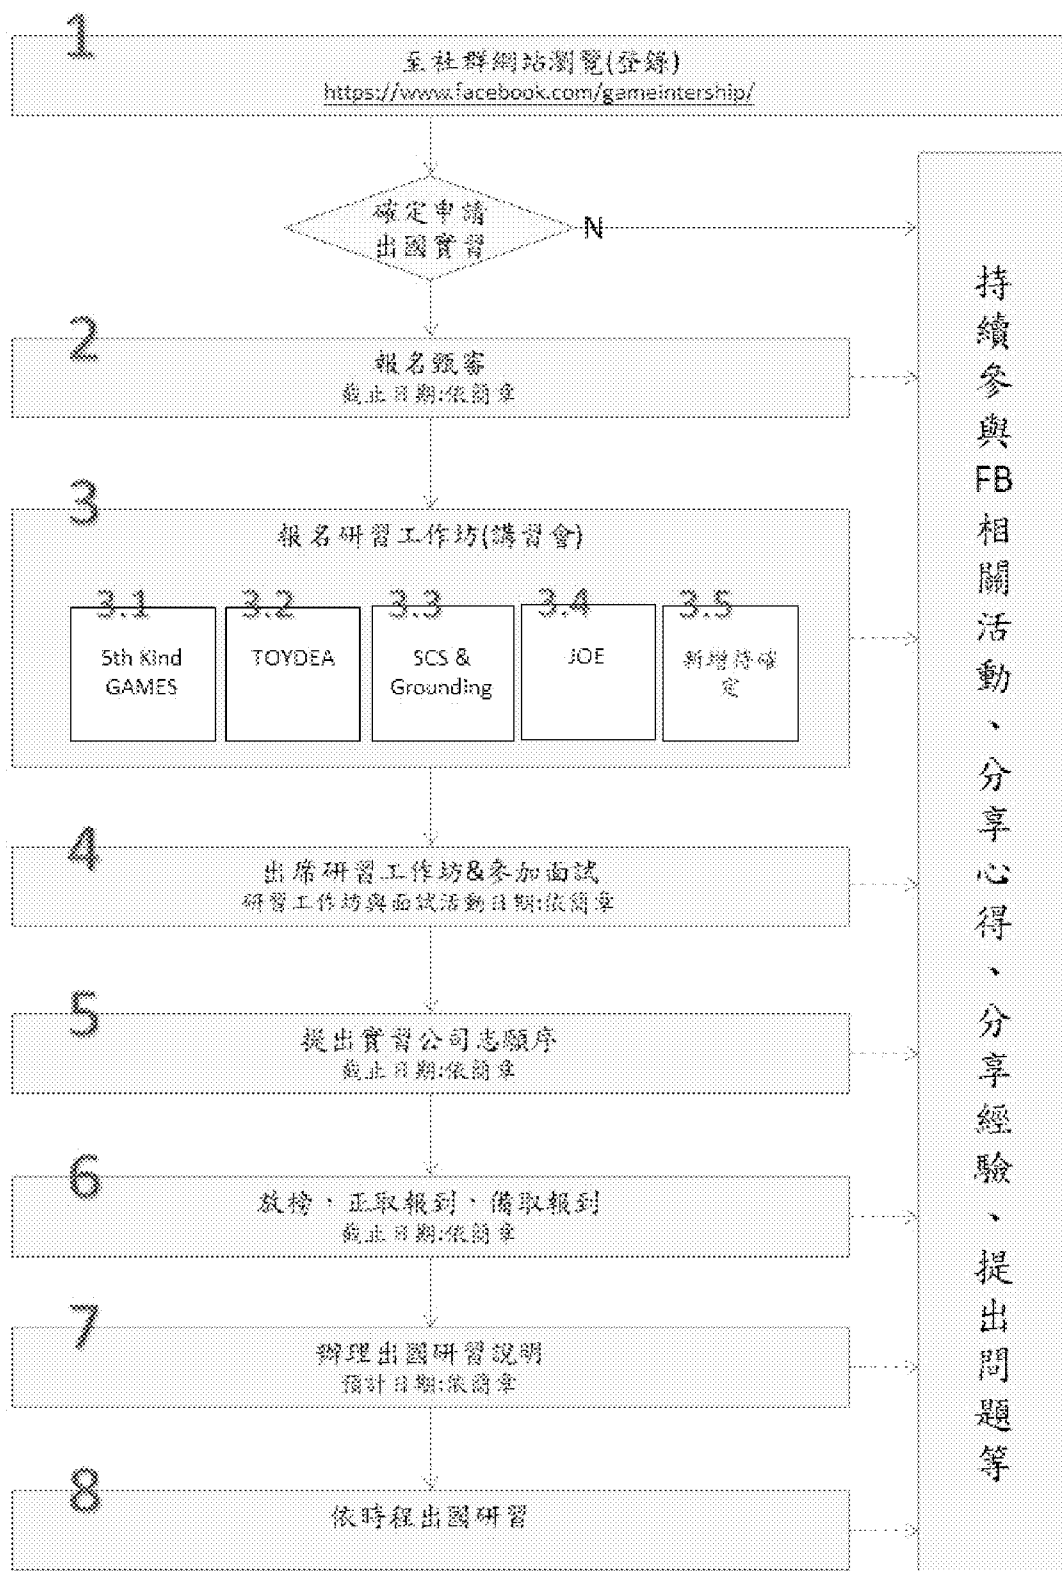 1
至社群網站瀏覽(登錄)
https://www.facebook.com/gameintership/
確定申請
出國實習
N
2
報名甄審
截止日期:依簡章
3
報名研習工作坊(講習會)
3.1
5th Kind
GAMES
3.2
TOYDEA
3.3
SCS &
Grounding
3.4
JOE
3.5
新增待確
定
4
出席研習工作坊&參加面試
研習工作坊與面試活動日期:依簡章
5
提出實習公司志願序
截止日期:依簡章
6
放榜、正取報到、備取報到
截止日期:依簡章
7
辦理出國研習說明
預計日期:依簡章
8
依時程出國研習
持續參與FB相關活動、分享心得、分享經驗、提出問題等